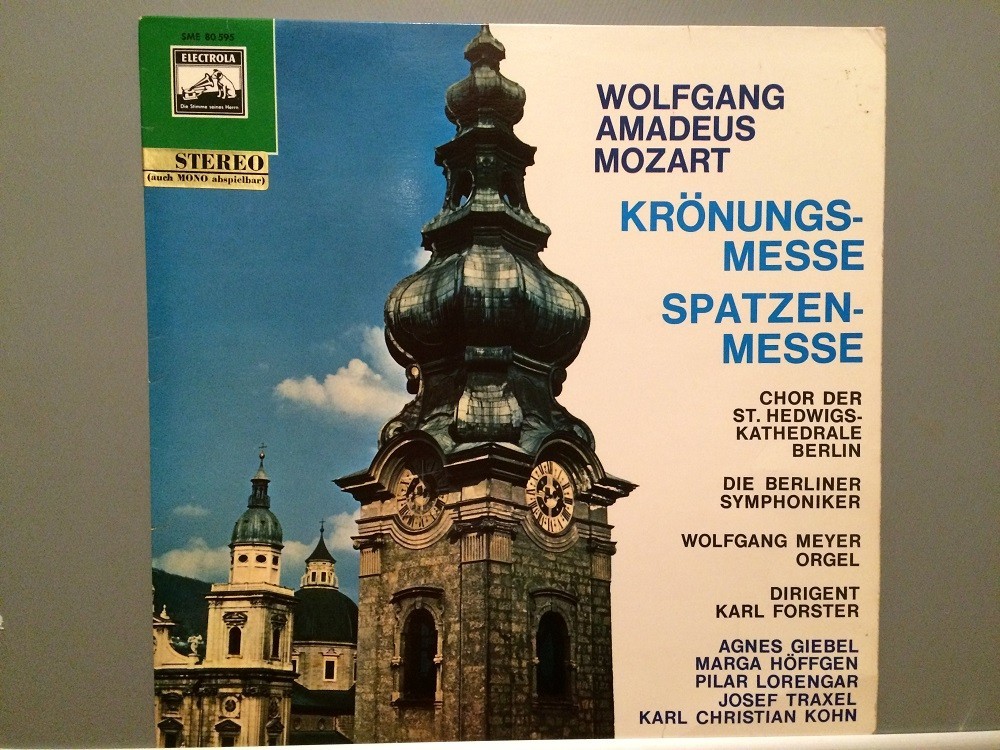 SME 80 595
ELECTROLA
Die Stimme seines Herrn
STEREO
(auch MONO abspielbar)
WOLFGANG
AMADEUS
MOZART
KRÖNUNGS-
MESSE
SPATZEN-
MESSE
CHOR DER
ST. HEDWIGS-
KATHEDRALE
BERLIN
DIE BERLINER
SYMPHONIKER
WOLFGANG MEYER
ORGEL
DIRIGENT
KARL FORSTER
AGNES GIEBEL
MARGA HÖFFGEN
PILAR LORENGAR
JOSEF TRAXEL
KARL CHRISTIAN KOHN